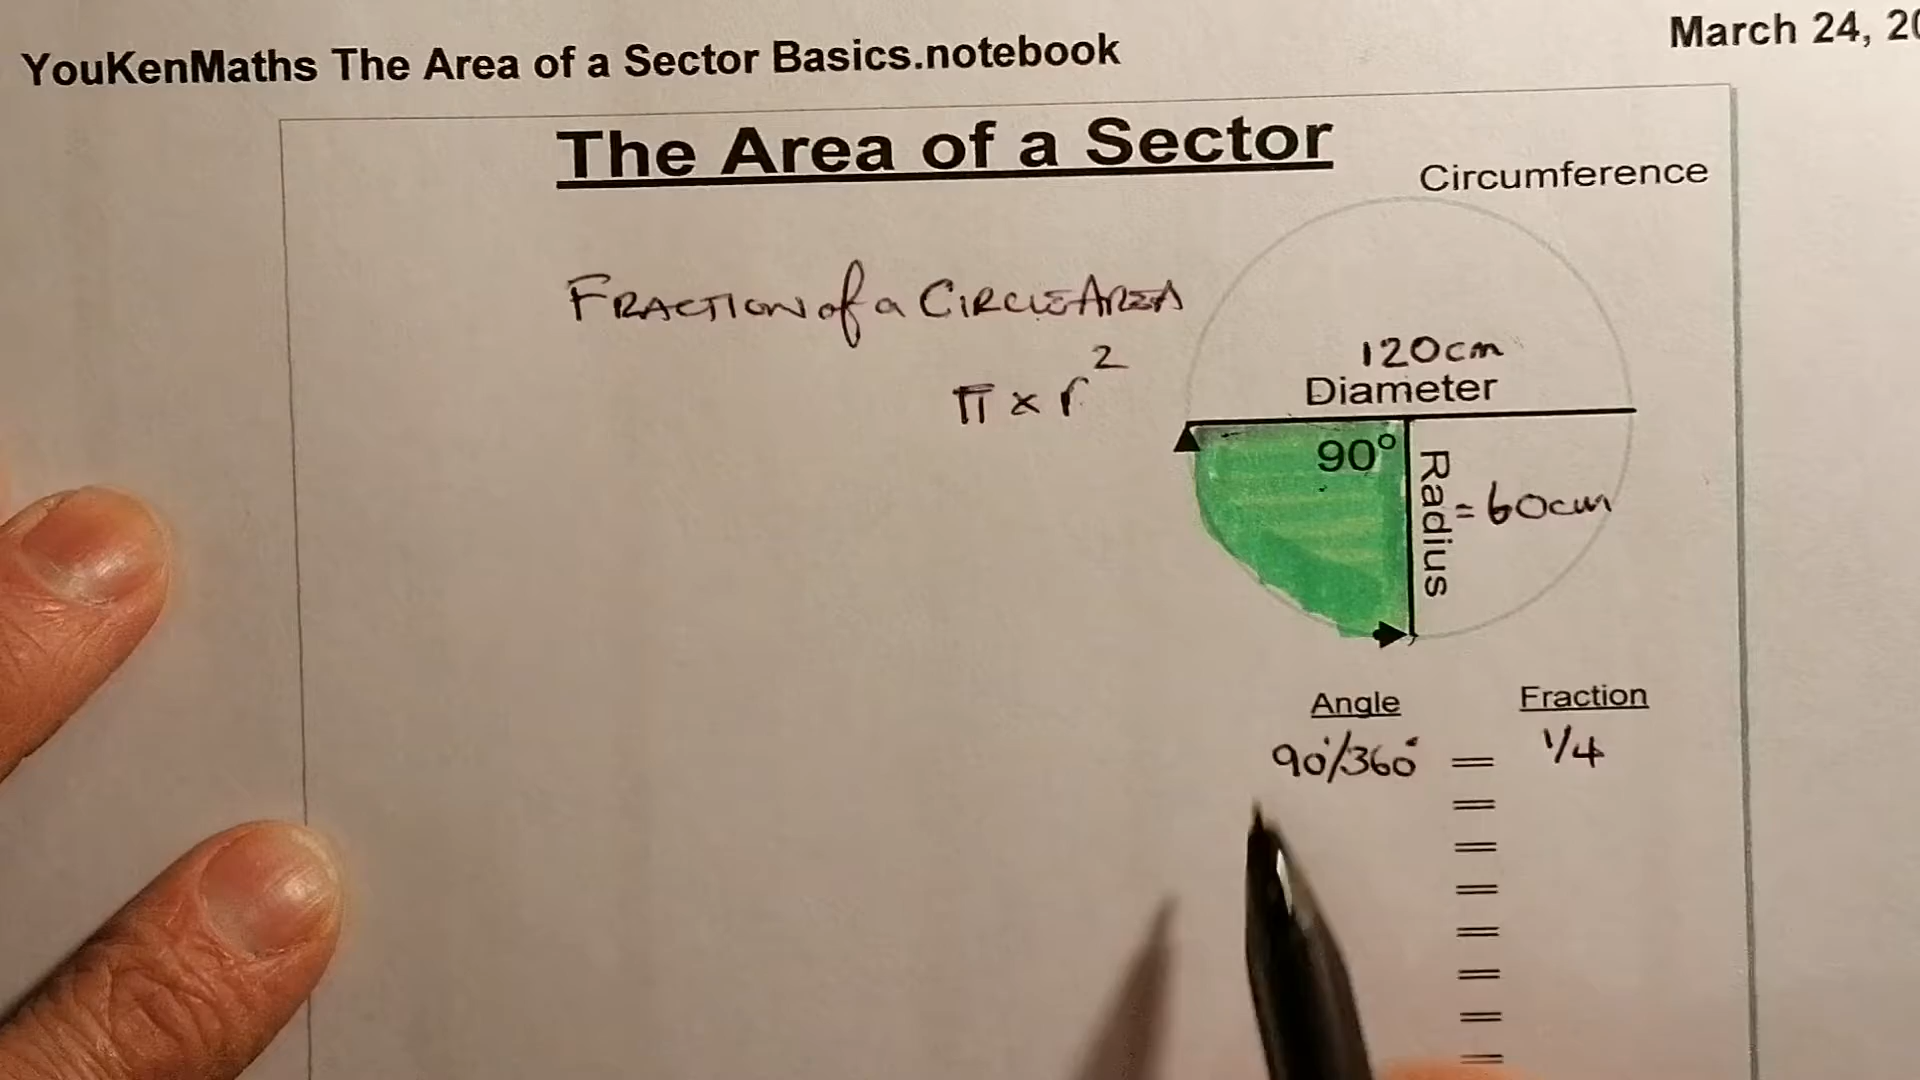 YouKenMaths The Area of a Sector Basics.notebook
March 24, 20
The Area of a Sector
Circumference
FRACTION of a CIRCLE AREA
π × r²
120cm
Diameter
90°
Radius
= 60cm
Angle
Fraction
90°/360° = 1/4
=
=
=
=
=
=
=